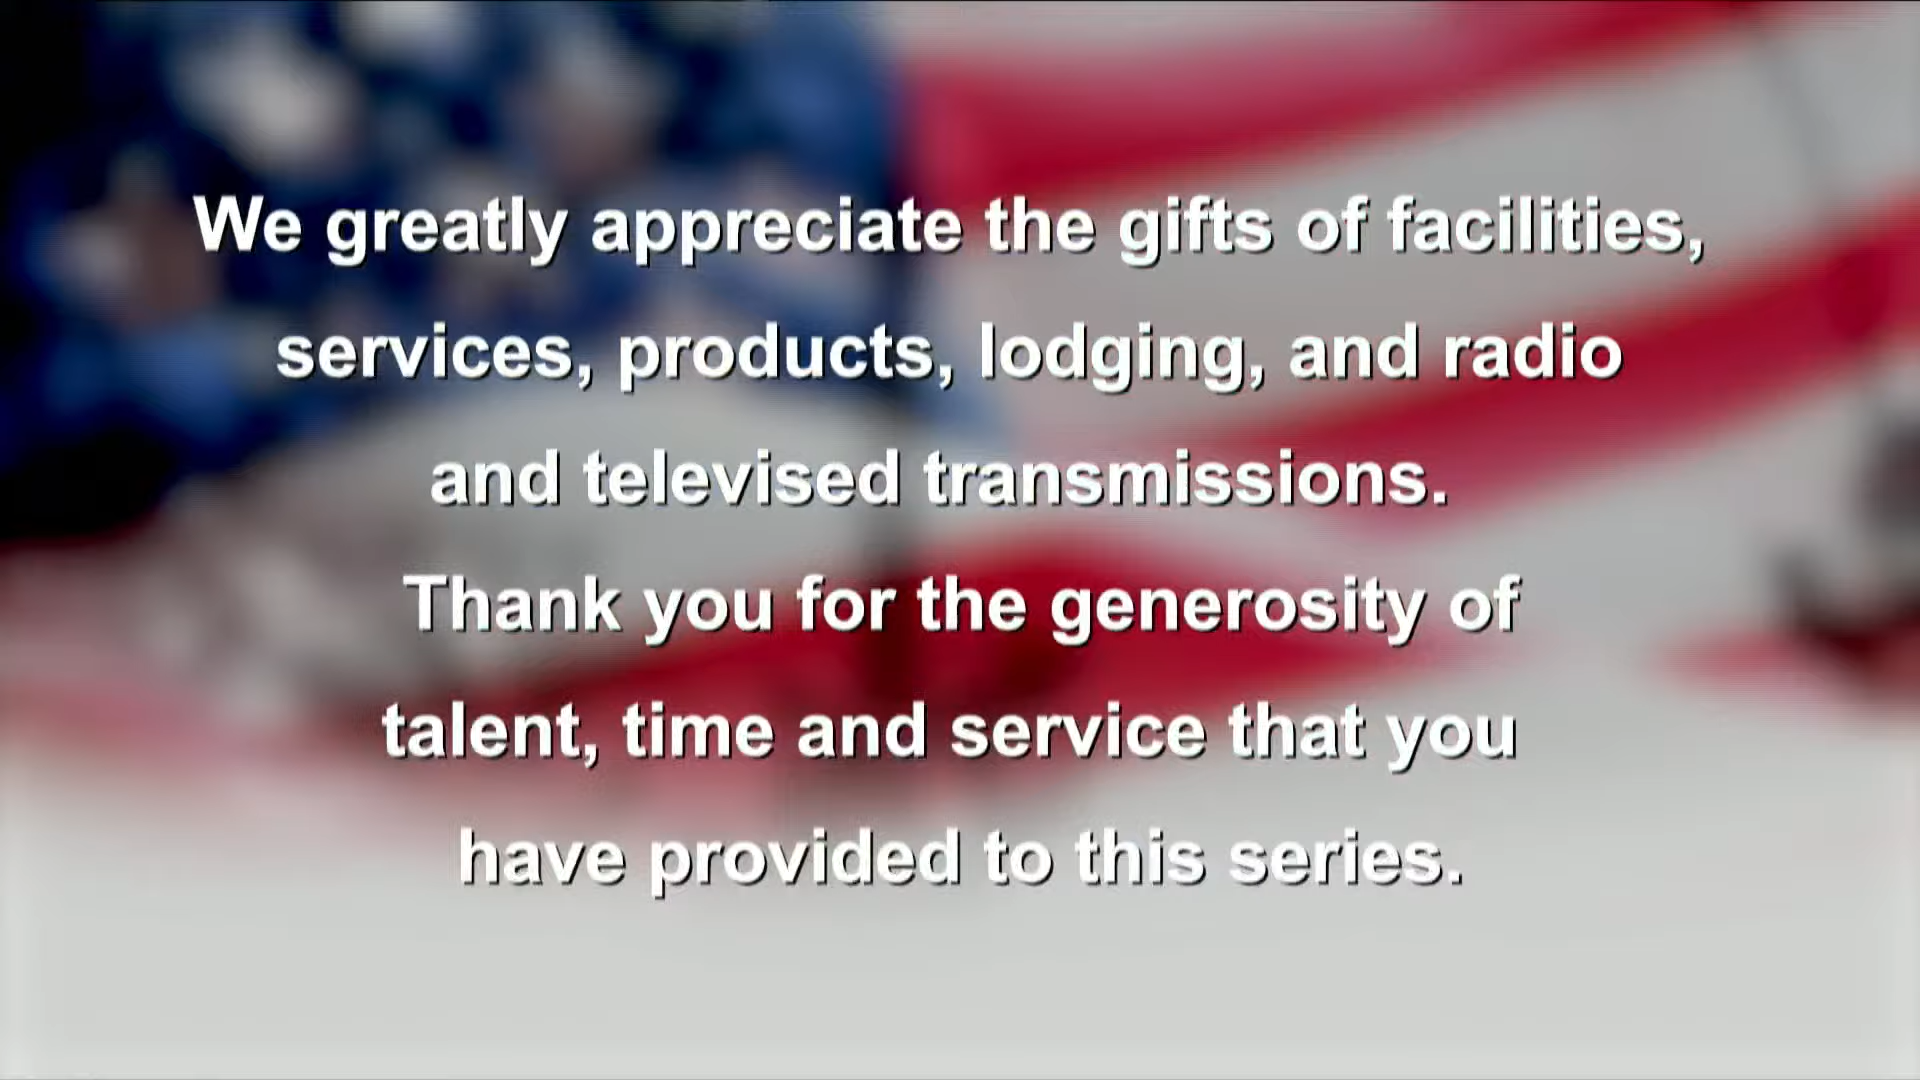 We greatly appreciate the gifts of facilities,
services, products, lodging, and radio
and televised transmissions.
Thank you for the generosity of
talent, time and service that you
have provided to this series.